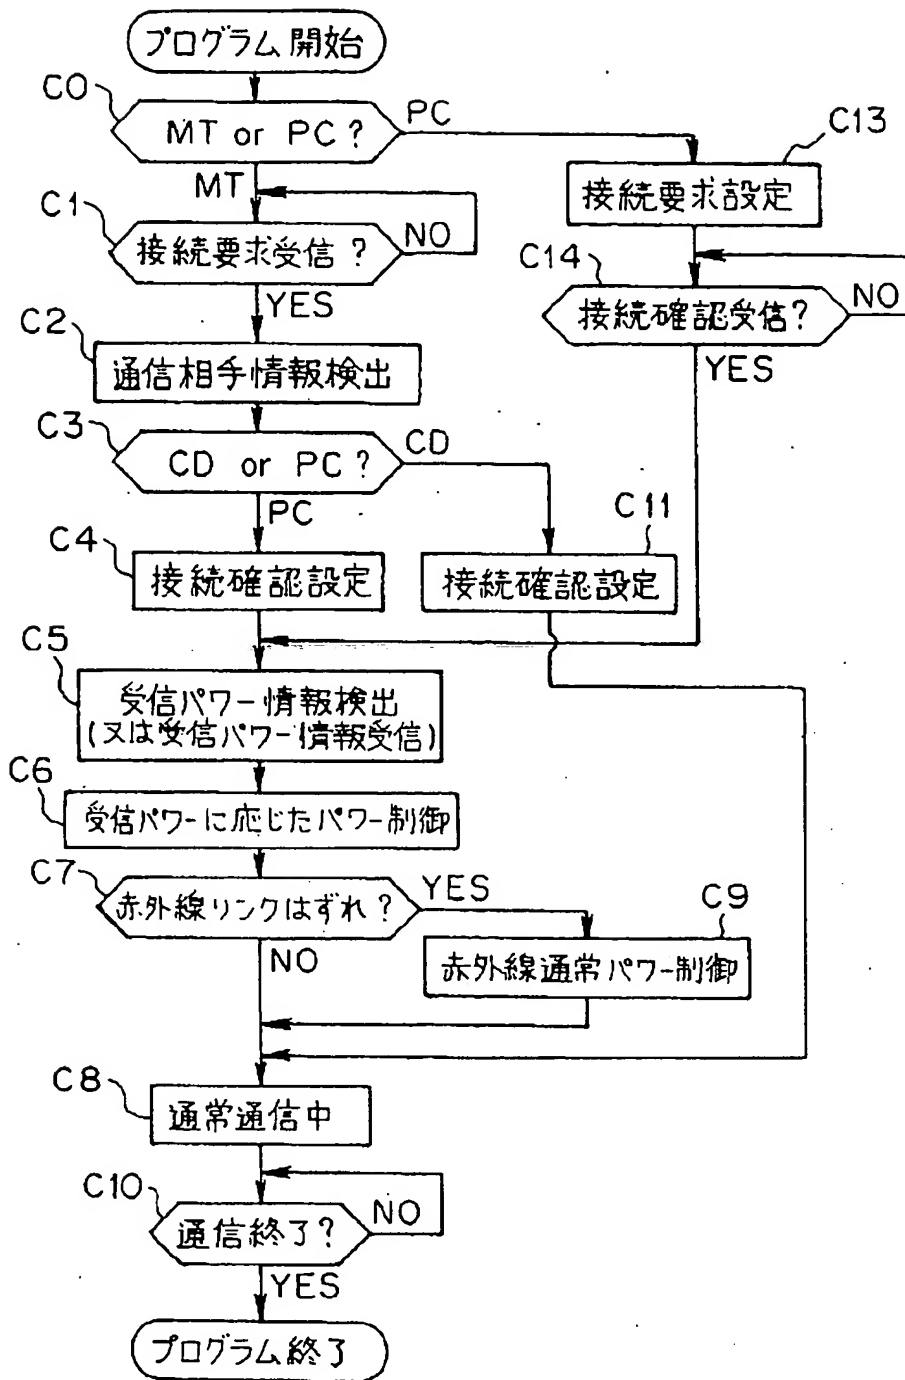 プログラム開始
C0
MT or PC?
PC
C13
接続要求設定
MT
C1
接続要求受信?
NO
C14
接続確認受信?
NO
YES
YES
C2
通信相手情報検出
C3
CD or PC?
CD
PC
C11
C4
接続確認設定
接続確認設定
C5
受信パワー情報検出
(又は受信パワー情報受信)
C6
受信パワーに応じたパワー制御
C7
赤外線リンクはずれ?
YES
C9
NO
赤外線通常パワー制御
C8
通常通信中
C10
通信終了?
NO
YES
プログラム終了